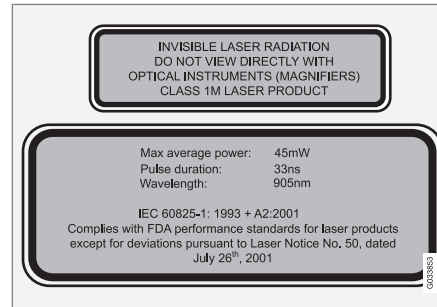 INVISIBLE LASER RADIATION
DO NOT VIEW DIRECTLY WITH
OPTICAL INSTRUMENTS (MAGNIFIERS)
CLASS 1M LASER PRODUCT
Max average power: 45mW
Pulse duration: 33ns
Wavelength: 905nm
IEC 60825-1: 1993 + A2:2001
Complies with FDA performance standards for laser products
except for deviations pursuant to Laser Notice No. 50, dated
July 26th, 2001
G033853